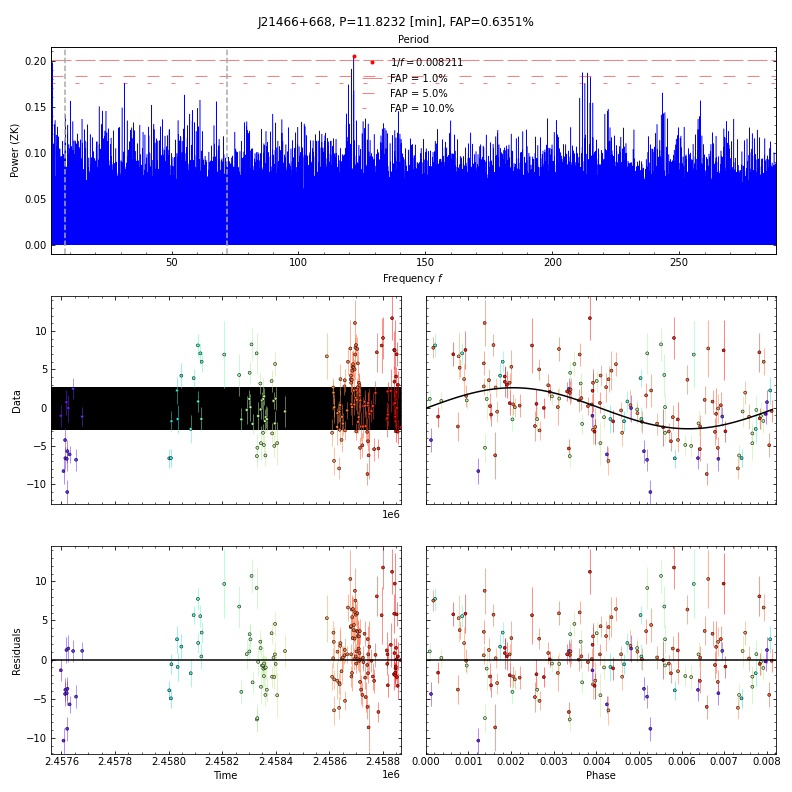 J21466+668, P=11.8232 [min], FAP=0.6351%
Period
0.20
0.15
0.10
0.05
0.00
Power (ZK)
1/f = 0.008211
FAP = 1.0%
FAP = 5.0%
FAP = 10.0%
50
100
150
200
250
Frequency f
10
5
0
−5
−10
Data
1e6
10
5
0
−5
−10
Residuals
2.4576
2.4578
2.4580
2.4582
2.4584
2.4586
2.4588
1e6
Time
0.000
0.001
0.002
0.003
0.004
0.005
0.006
0.007
0.008
Phase